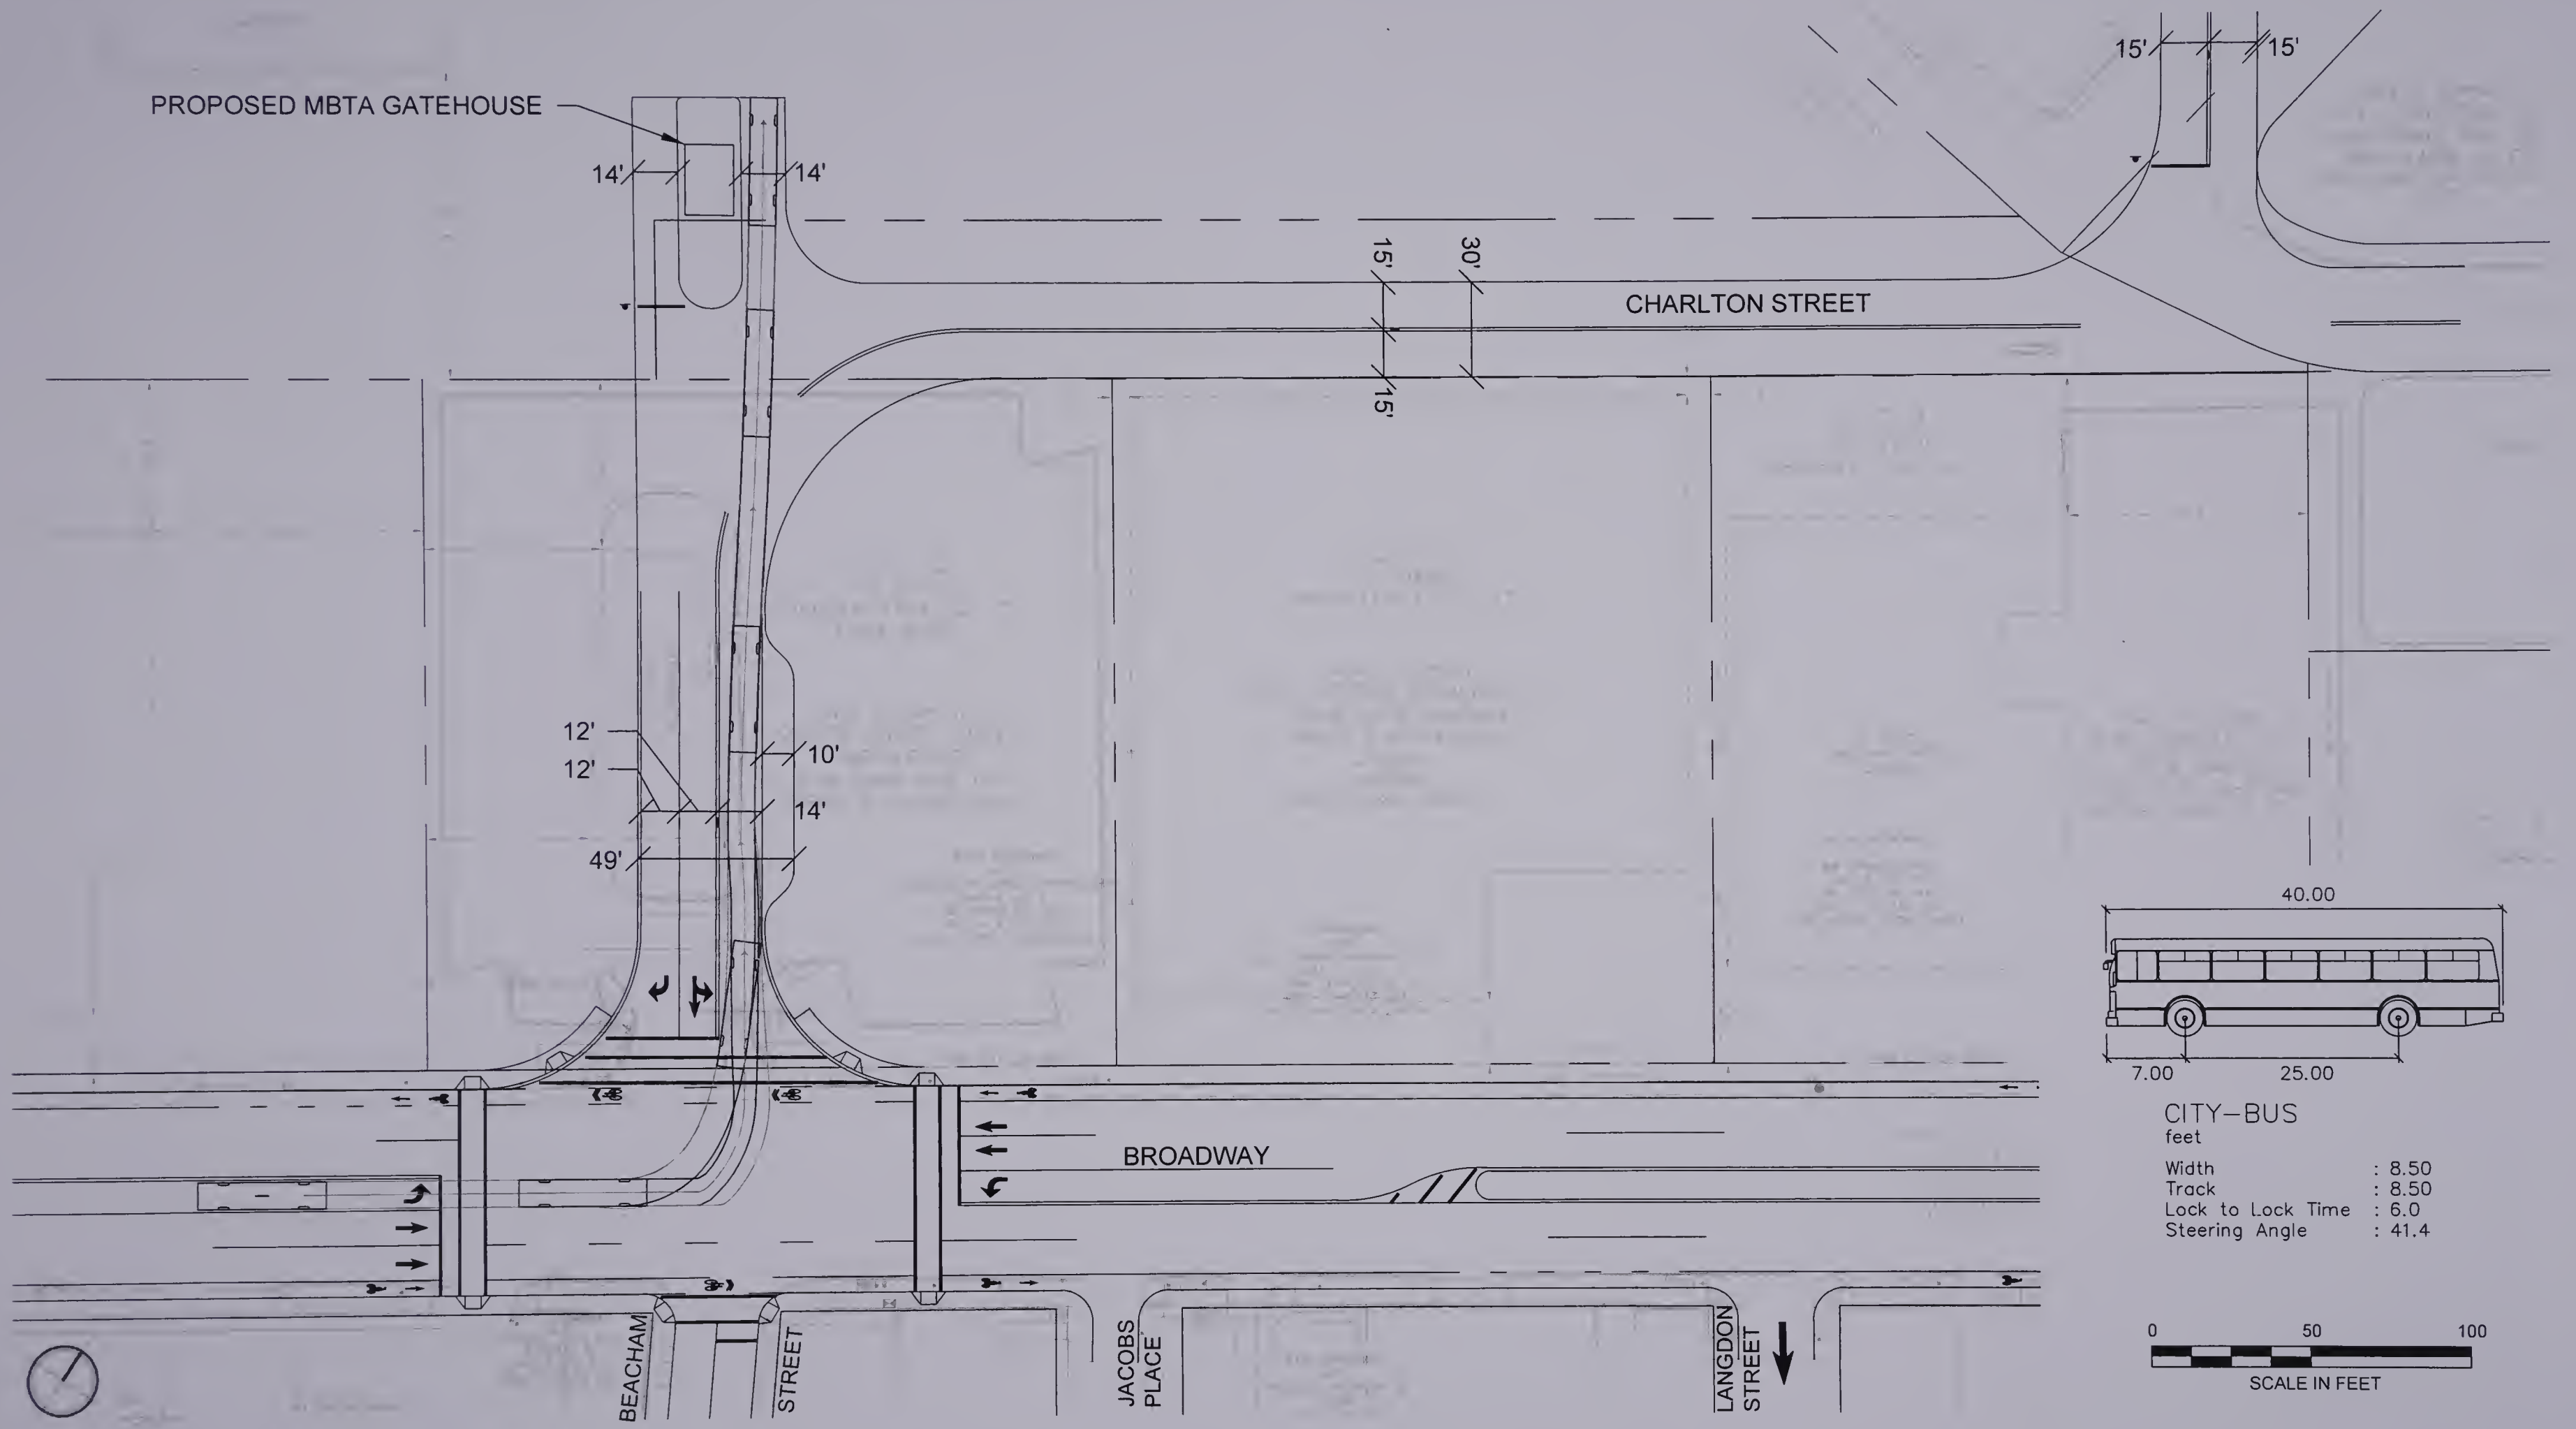 15'
15'
PROPOSED MBTA GATEHOUSE
14'
14'
15'
30'
CHARLTON STREET
15'
12'
10'
12'
14'
49'
40.00
7.00
25.00
CITY-BUS
feet
Width : 8.50
Track : 8.50
Lock to Lock Time : 6.0
Steering Angle : 41.4
BROADWAY
BEACHAM
STREET
JACOBS
PLACE
LANGDON
STREET
0 50 100
SCALE IN FEET